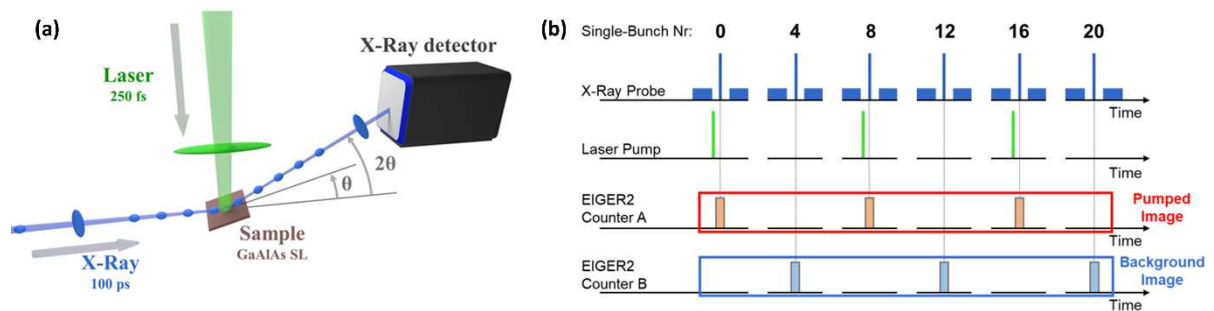 (a)
X-Ray detector
Laser
250 fs
2θ
θ
Sample
GaAlAs SL
X-Ray
100 ps
(b)
Single-Bunch Nr: 0 4 8 12 16 20
X-Ray Probe
Time
Laser Pump
Time
EIGER2
Counter A
Pumped
Image
Time
EIGER2
Counter B
Background
Image
Time